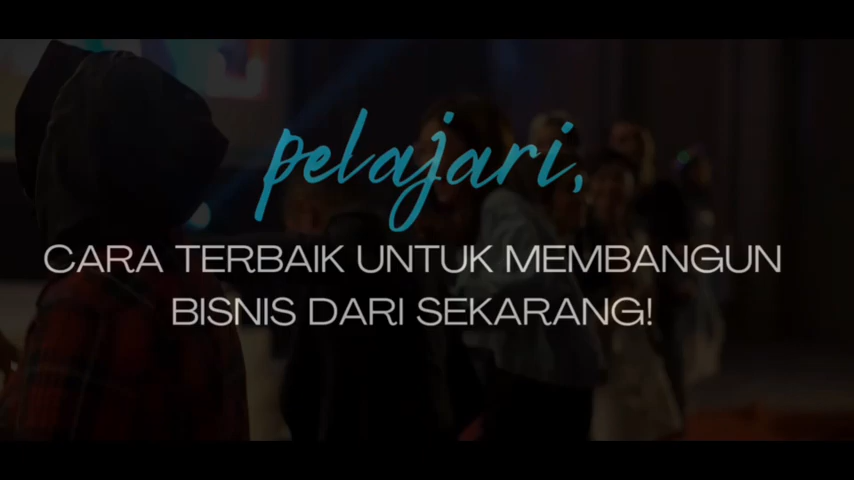 pelajari,
CARA TERBAIK UNTUK MEMBANGUN
BISNIS DARI SEKARANG!